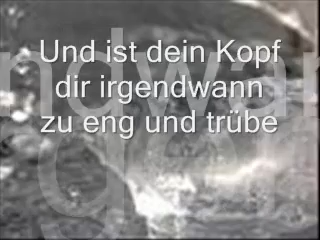 Und ist dein Kopf
dir irgendwann
zu eng und trübe